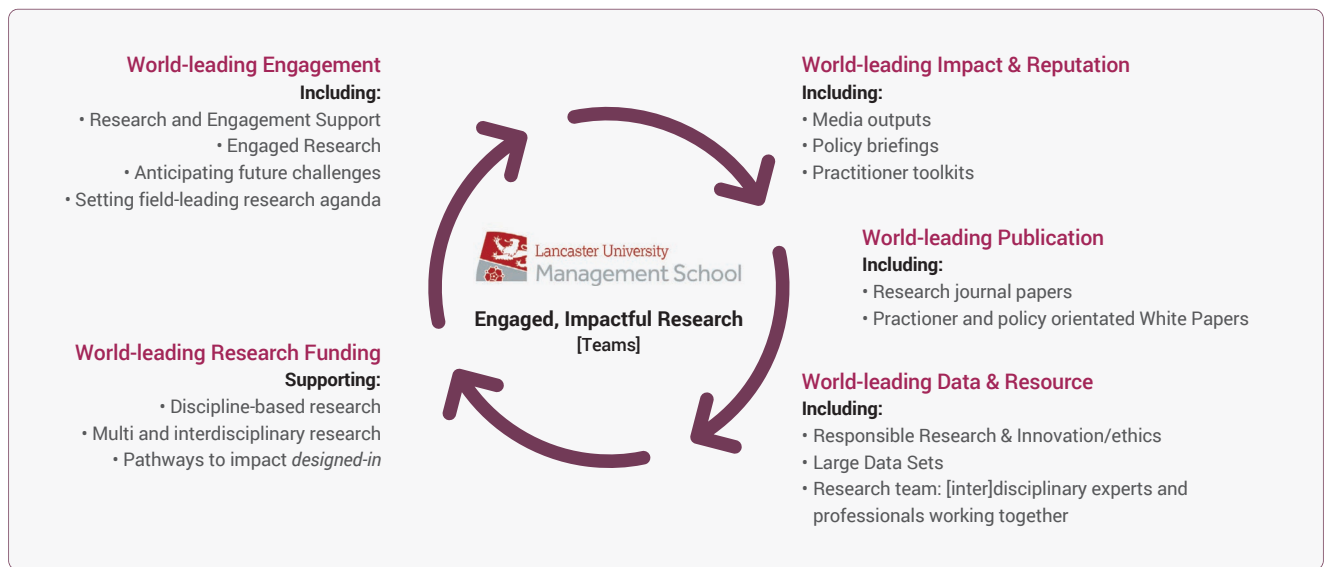 World-leading Engagement
Including:
• Research and Engagement Support
• Engaged Research
• Anticipating future challenges
• Setting field-leading research aganda
World-leading Impact & Reputation
Including:
• Media outputs
• Policy briefings
• Practitioner toolkits
Lancaster University
Management School
Engaged, Impactful Research
[Teams]
World-leading Publication
Including:
• Research journal papers
• Practioner and policy orientated White Papers
World-leading Research Funding
Supporting:
• Discipline-based research
• Multi and interdisciplinary research
• Pathways to impact designed-in
World-leading Data & Resource
Including:
• Responsible Research & Innovation/ethics
• Large Data Sets
• Research team: [inter]disciplinary experts and
professionals working together